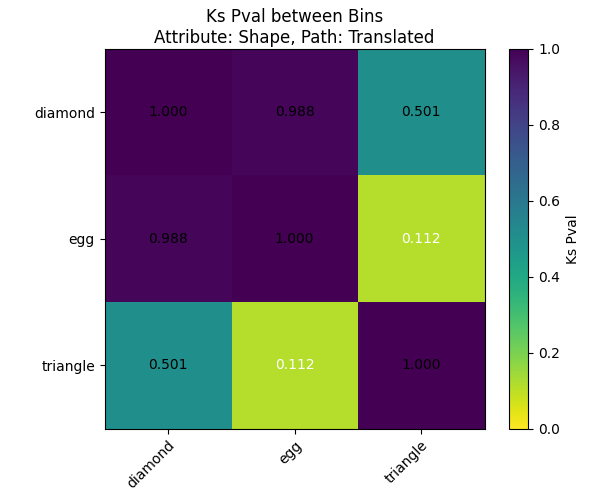 Ks Pval between Bins
Attribute: Shape, Path: Translated
diamond
1.000 0.988 0.501
egg
0.988 1.000 0.112
triangle
0.501 0.112 1.000
diamond
egg
triangle
1.0
0.8
0.6
0.4
0.2
0.0
Ks Pval